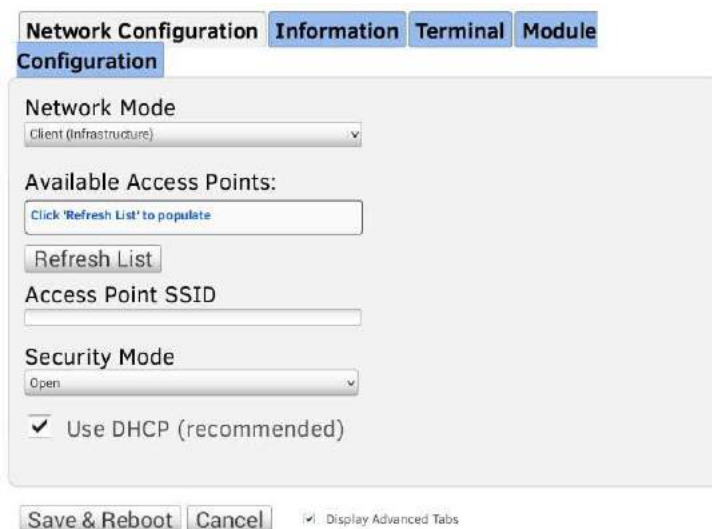 Network Configuration Information Terminal Module
Configuration
Network Mode
Client (Infrastructure)
Available Access Points:
Click 'Refresh List' to populate
Refresh List
Access Point SSID
Security Mode
Open
Use DHCP (recommended)
Save & Reboot Cancel Display Advanced Tabs